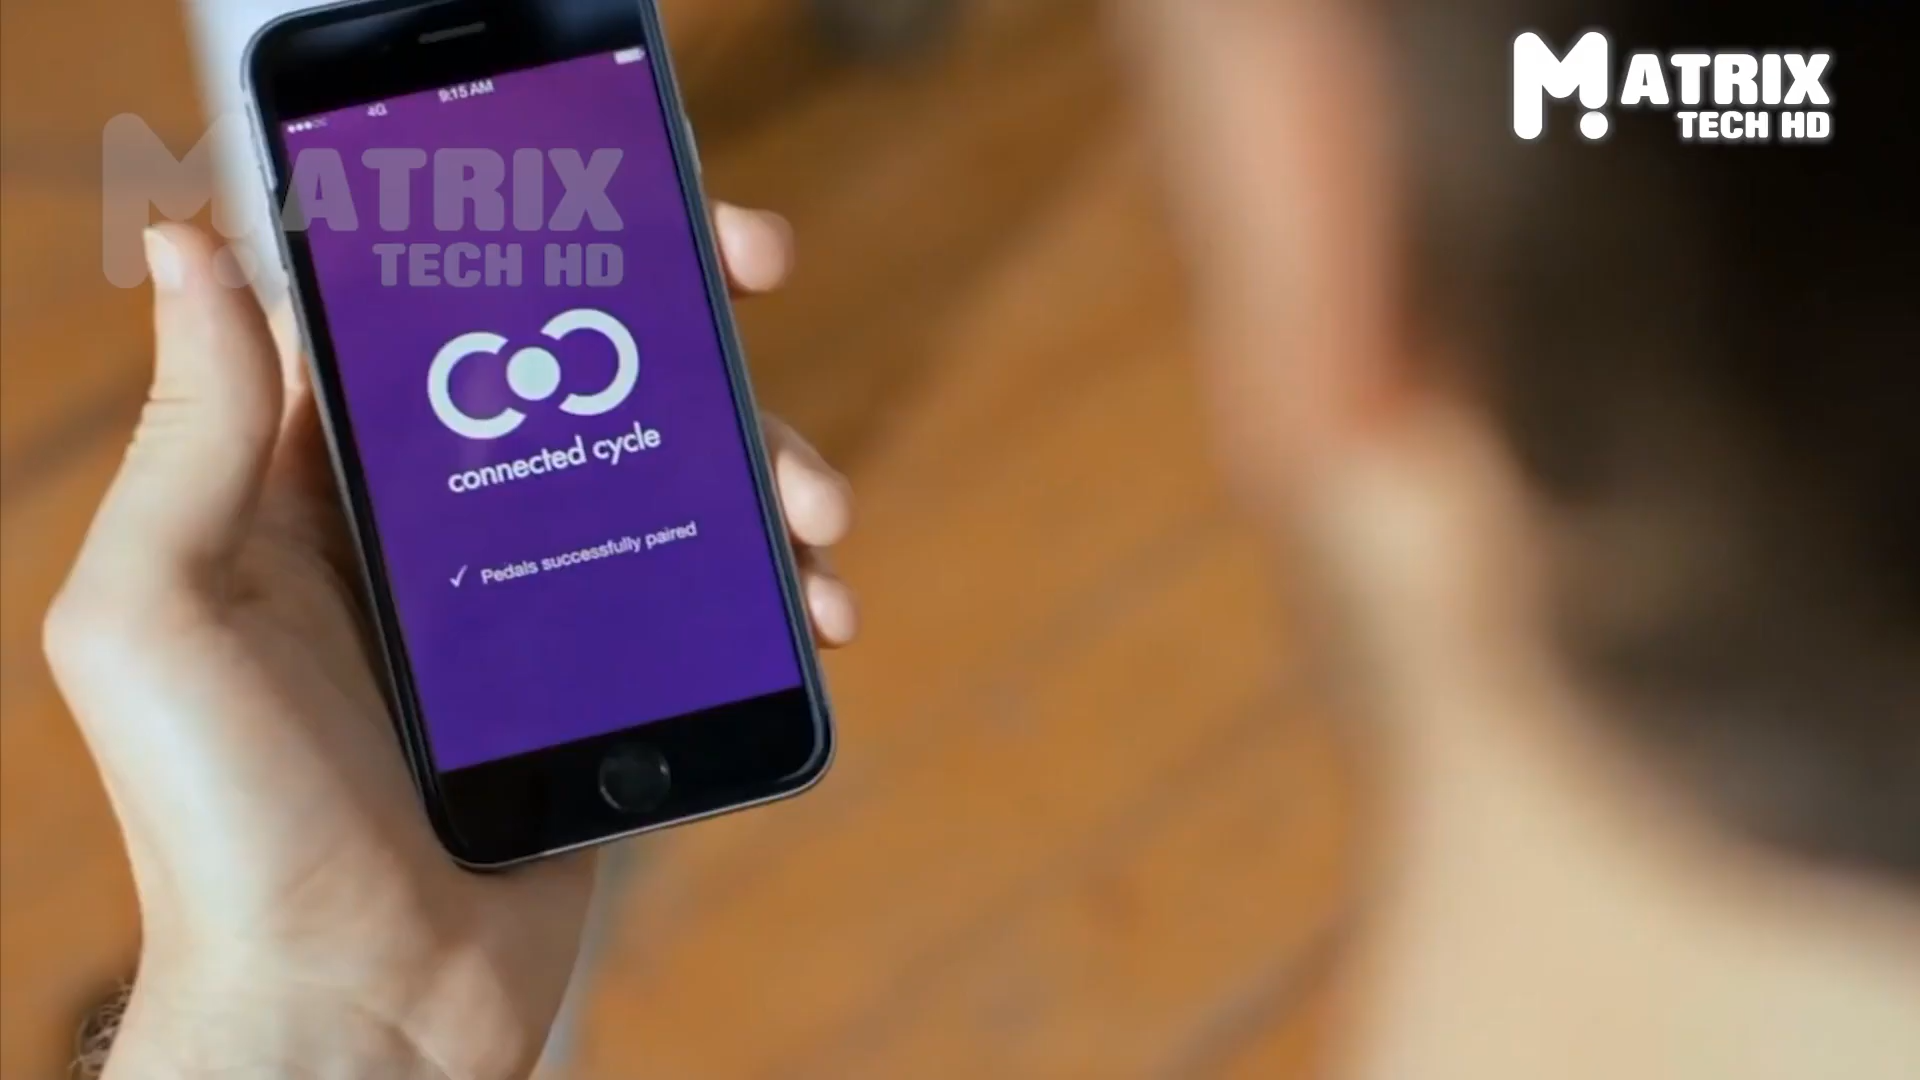 MATRIX
TECH HD
4G 9:15 AM
MATRIX
TECH HD
connected cycle
✓ Pedals successfully paired